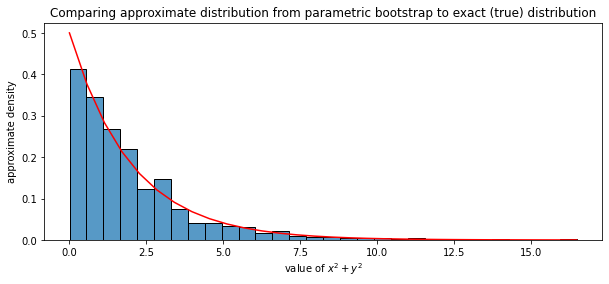 Comparing approximate distribution from parametric bootstrap to exact (true) distribution
0.5
0.4
0.3
0.2
0.1
0.0
approximate density
0.0 2.5 5.0 7.5 10.0 12.5 15.0
value of x² + y²